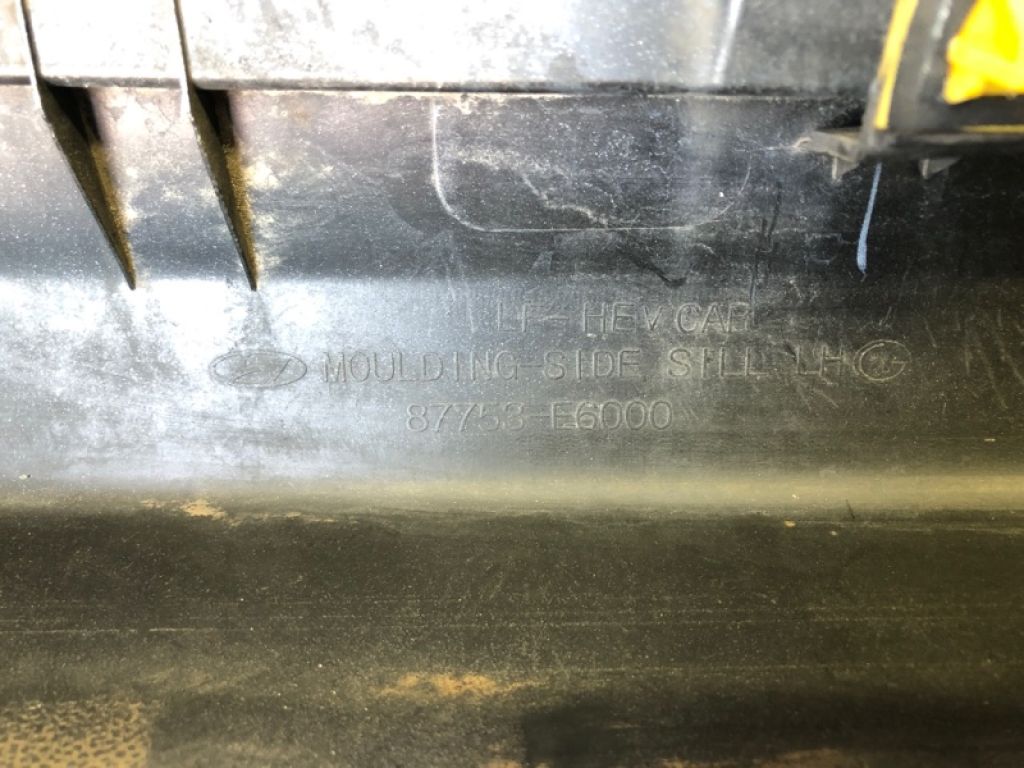 LF-HEV CAR
MOULDING-SIDE SILL LH
87753-E6000